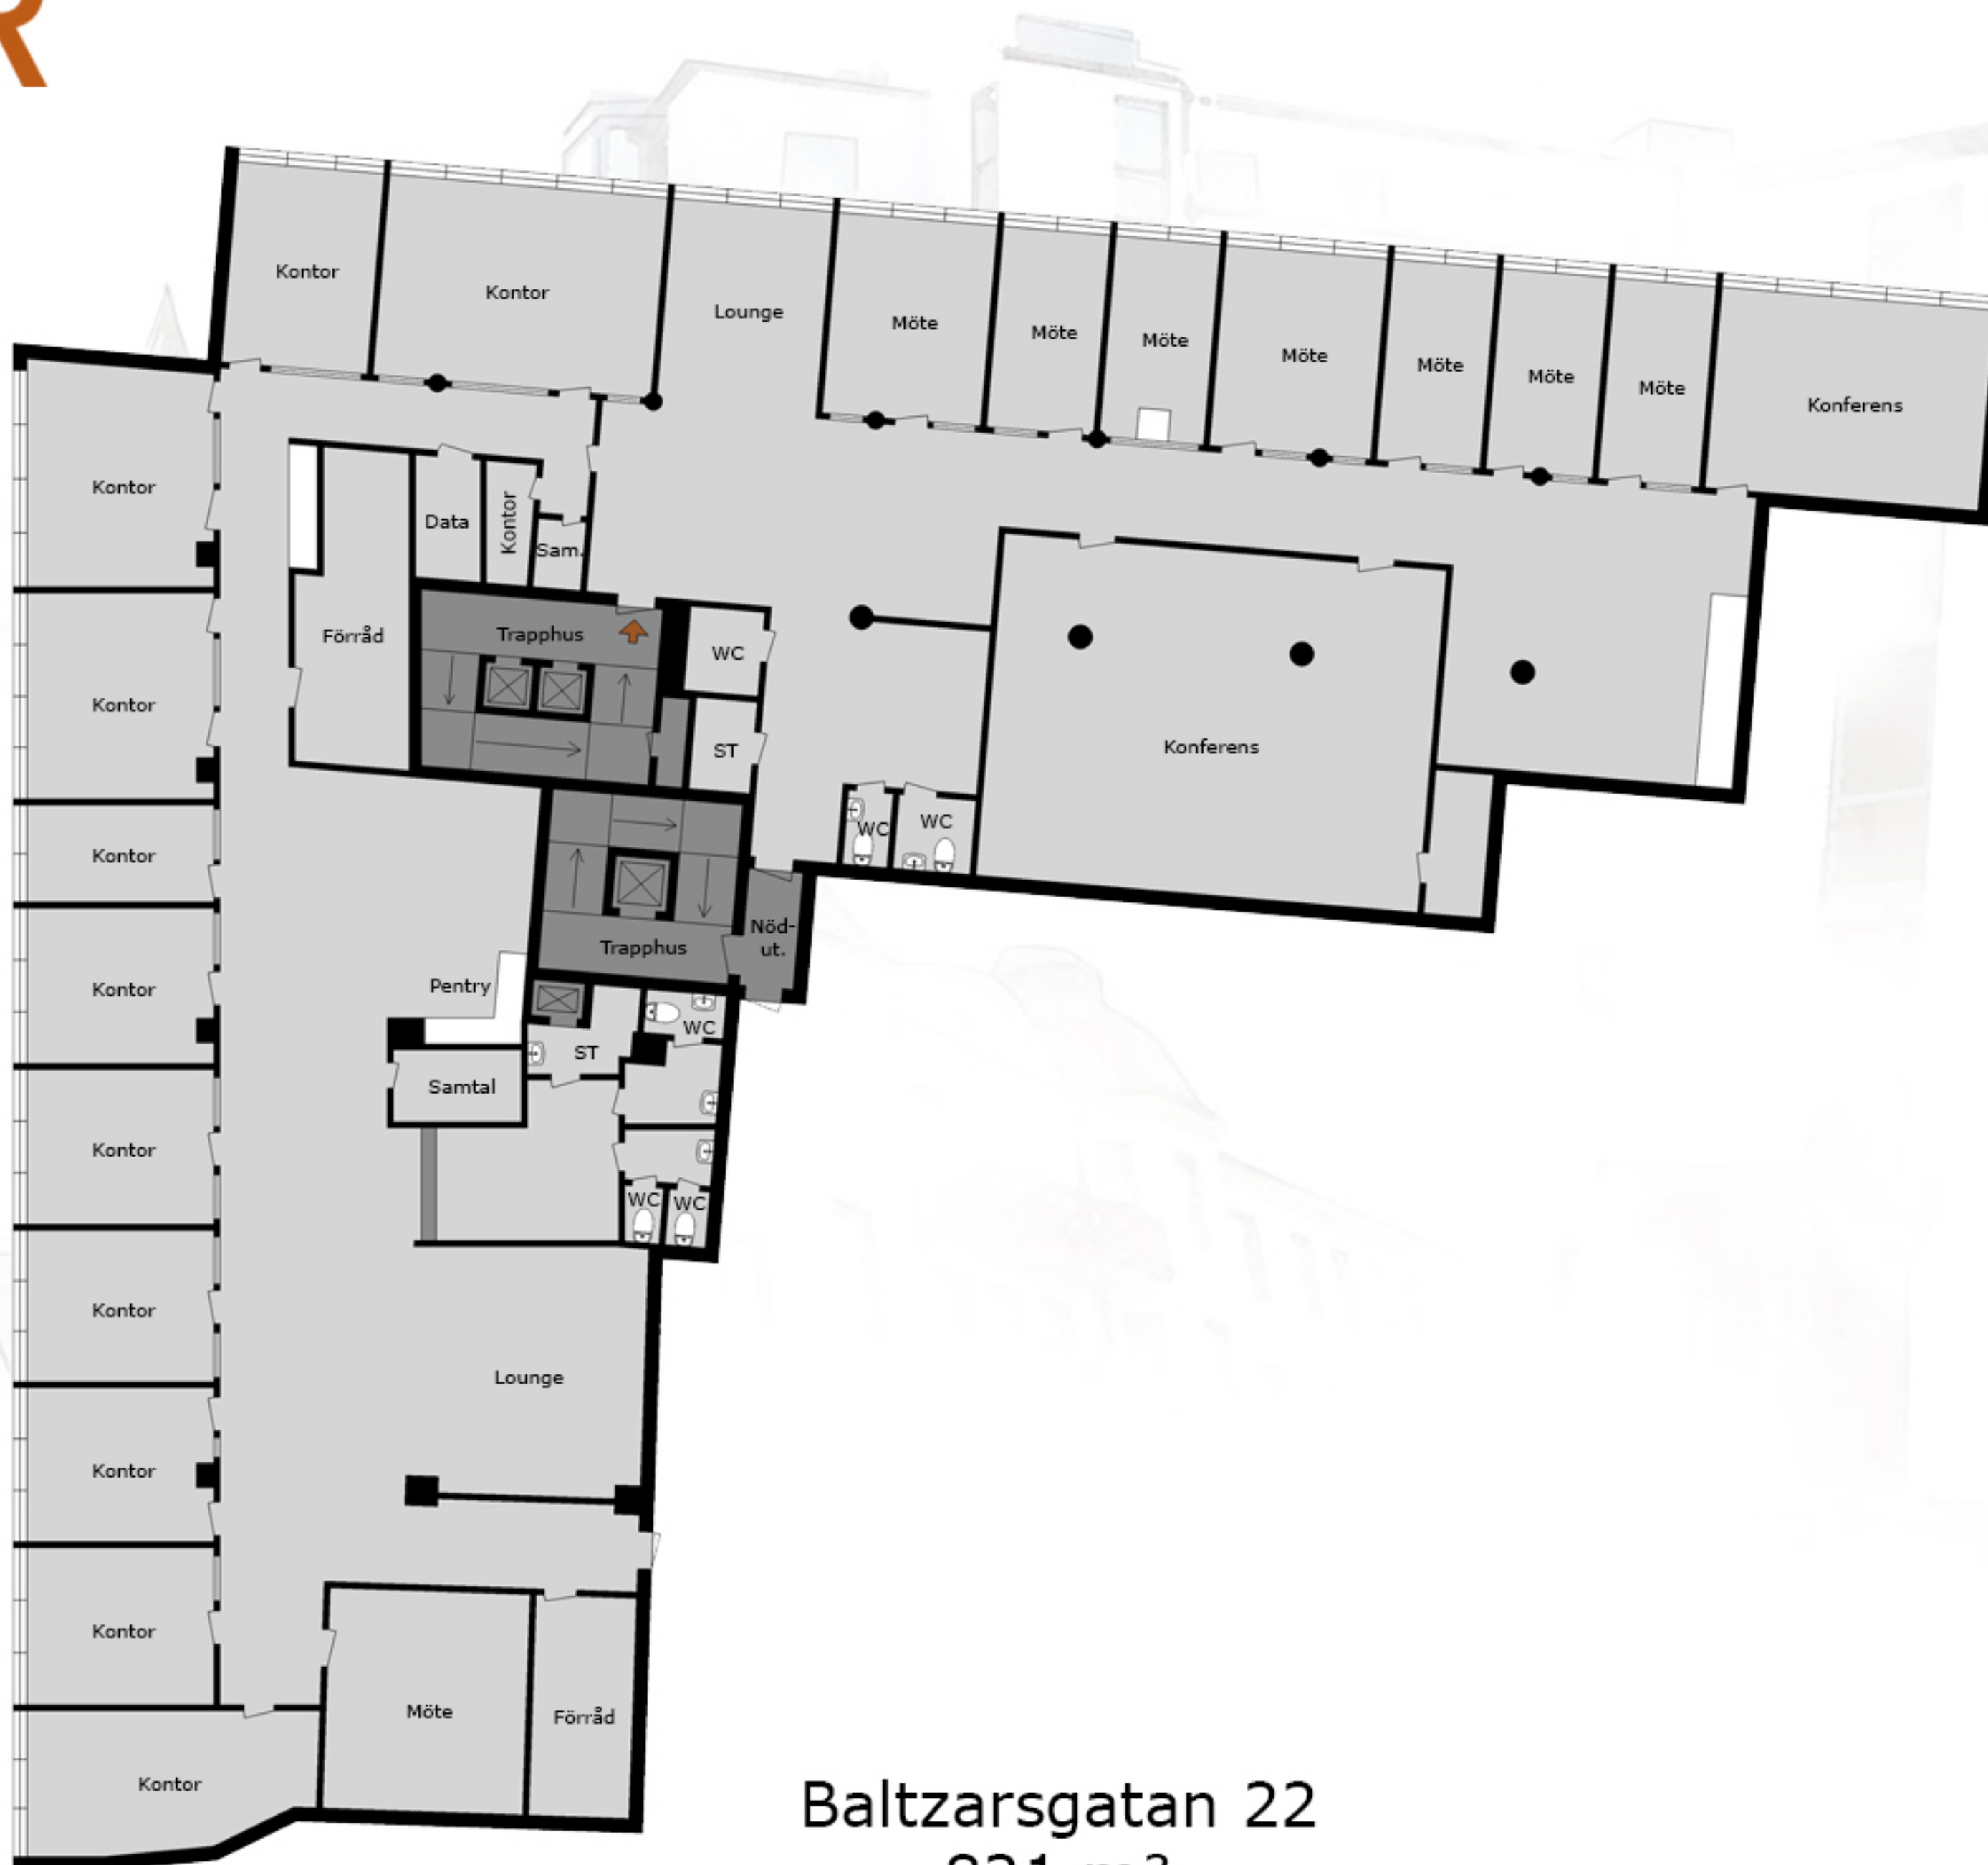 R
Kontor
Kontor
Lounge
Möte
Möte
Möte
Möte
Möte
Möte
Möte
Konferens
Kontor
Data
Kontor
Sam.
Förråd
Trapphus
WC
Kontor
ST
Konferens
Kontor
WC
WC
Nöd-
ut.
Trapphus
Kontor
Pentry
WC
ST
Samtal
Kontor
WC
WC
Kontor
Lounge
Kontor
Kontor
Möte
Förråd
Kontor
Baltzarsgatan 22